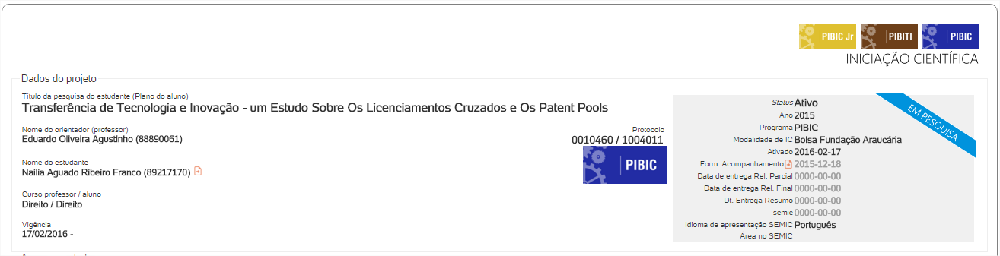 PIBIC Jr
PIBITI
PIBIC
INICIAÇÃO CIENTÍFICA
Dados do projeto
Título da pesquisa do estudante (Plano do aluno)
Transferência de Tecnologia e Inovação - um Estudo Sobre Os Licenciamentos Cruzados e Os Patent Pools
Nome do orientador (professor)
Eduardo Oliveira Agustinho (88890061)
Protocolo
0010460 / 1004011
PIBIC
Nome do estudante
Nailia Aguado Ribeiro Franco (89217170)
Curso professor / aluno
Direito / Direito
Vigência
17/02/2016 -
Status Ativo
Ano 2015
Programa PIBIC
Modalidade de IC Bolsa Fundação Araucária
Ativado 2016-02-17
Form. Acompanhamento 2015-12-18
Data de entrega Rel. Parcial 0000-00-00
Data de entrega Rel. Final 0000-00-00
Dt. Entrega Resumo 0000-00-00
semic 0000-00-00
Idioma de apresentação SEMIC Português
Área no SEMIC
EM PESQUISA